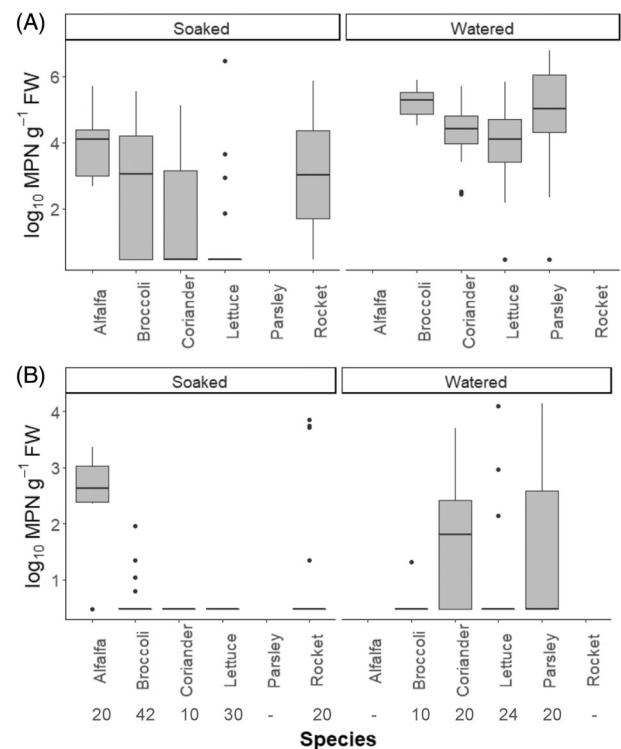 (A)
Soaked Watered
log₁₀ MPN g⁻¹ FW
6
4
2
Alfalfa Broccoli Coriander Lettuce Parsley Rocket Alfalfa Broccoli Coriander Lettuce Parsley Rocket
(B)
Soaked Watered
log₁₀ MPN g⁻¹ FW
4
3
2
1
Alfalfa Broccoli Coriander Lettuce Parsley Rocket Alfalfa Broccoli Coriander Lettuce Parsley Rocket
20 42 10 30 - 20 - 10 20 24 20 -
Species